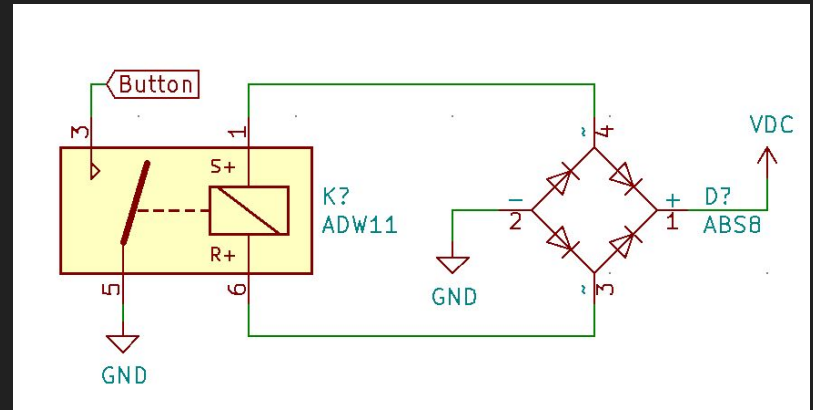 Button
3
1
S+
K?
ADW11
R+
5
6
GND
~
4
VDC
-
2
+
1
D?
ABS8
GND
~
3